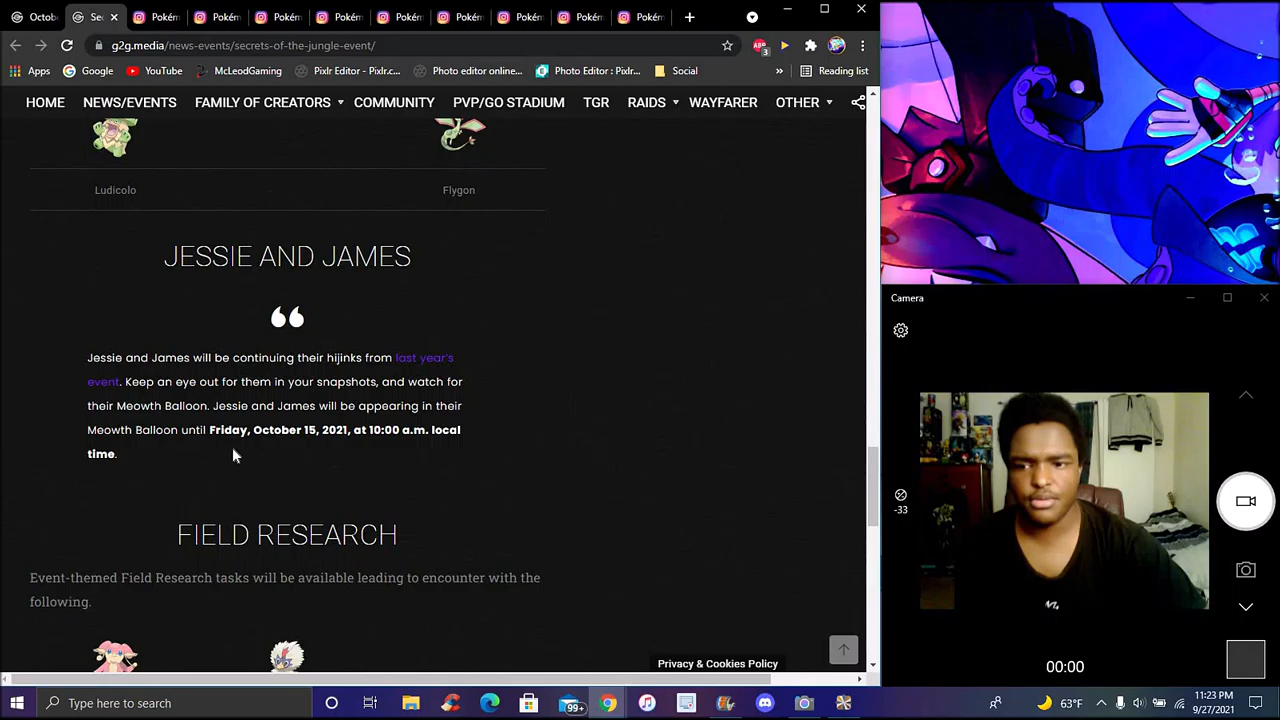 Octob
Sec
Pokém
Pokém
Pokém
Pokém
Pokém
Pokém
Pokém
Pokém
Pokém
g2g.media/news-events/secrets-of-the-jungle-event/
ABP
3
Apps
Google
YouTube
McLeodGaming
Pixlr Editor - Pixlr.c...
Photo editor online...
Photo Editor : Pixlr...
Social
»
Reading list
HOME
NEWS/EVENTS
FAMILY OF CREATORS
COMMUNITY
PVP/GO STADIUM
TGR
RAIDS
WAYFARER
OTHER
Ludicolo
Flygon
JESSIE AND JAMES
Jessie and James will be continuing their hijinks from last year's
event. Keep an eye out for them in your snapshots, and watch for
their Meowth Balloon. Jessie and James will be appearing in their
Meowth Balloon until Friday, October 15, 2021, at 10:00 a.m. local
time.
FIELD RESEARCH
Event-themed Field Research tasks will be available leading to encounter with the
following.
Privacy & Cookies Policy
Camera
-33
00:00
Type here to search
99+
63°F
11:23 PM
9/27/2021